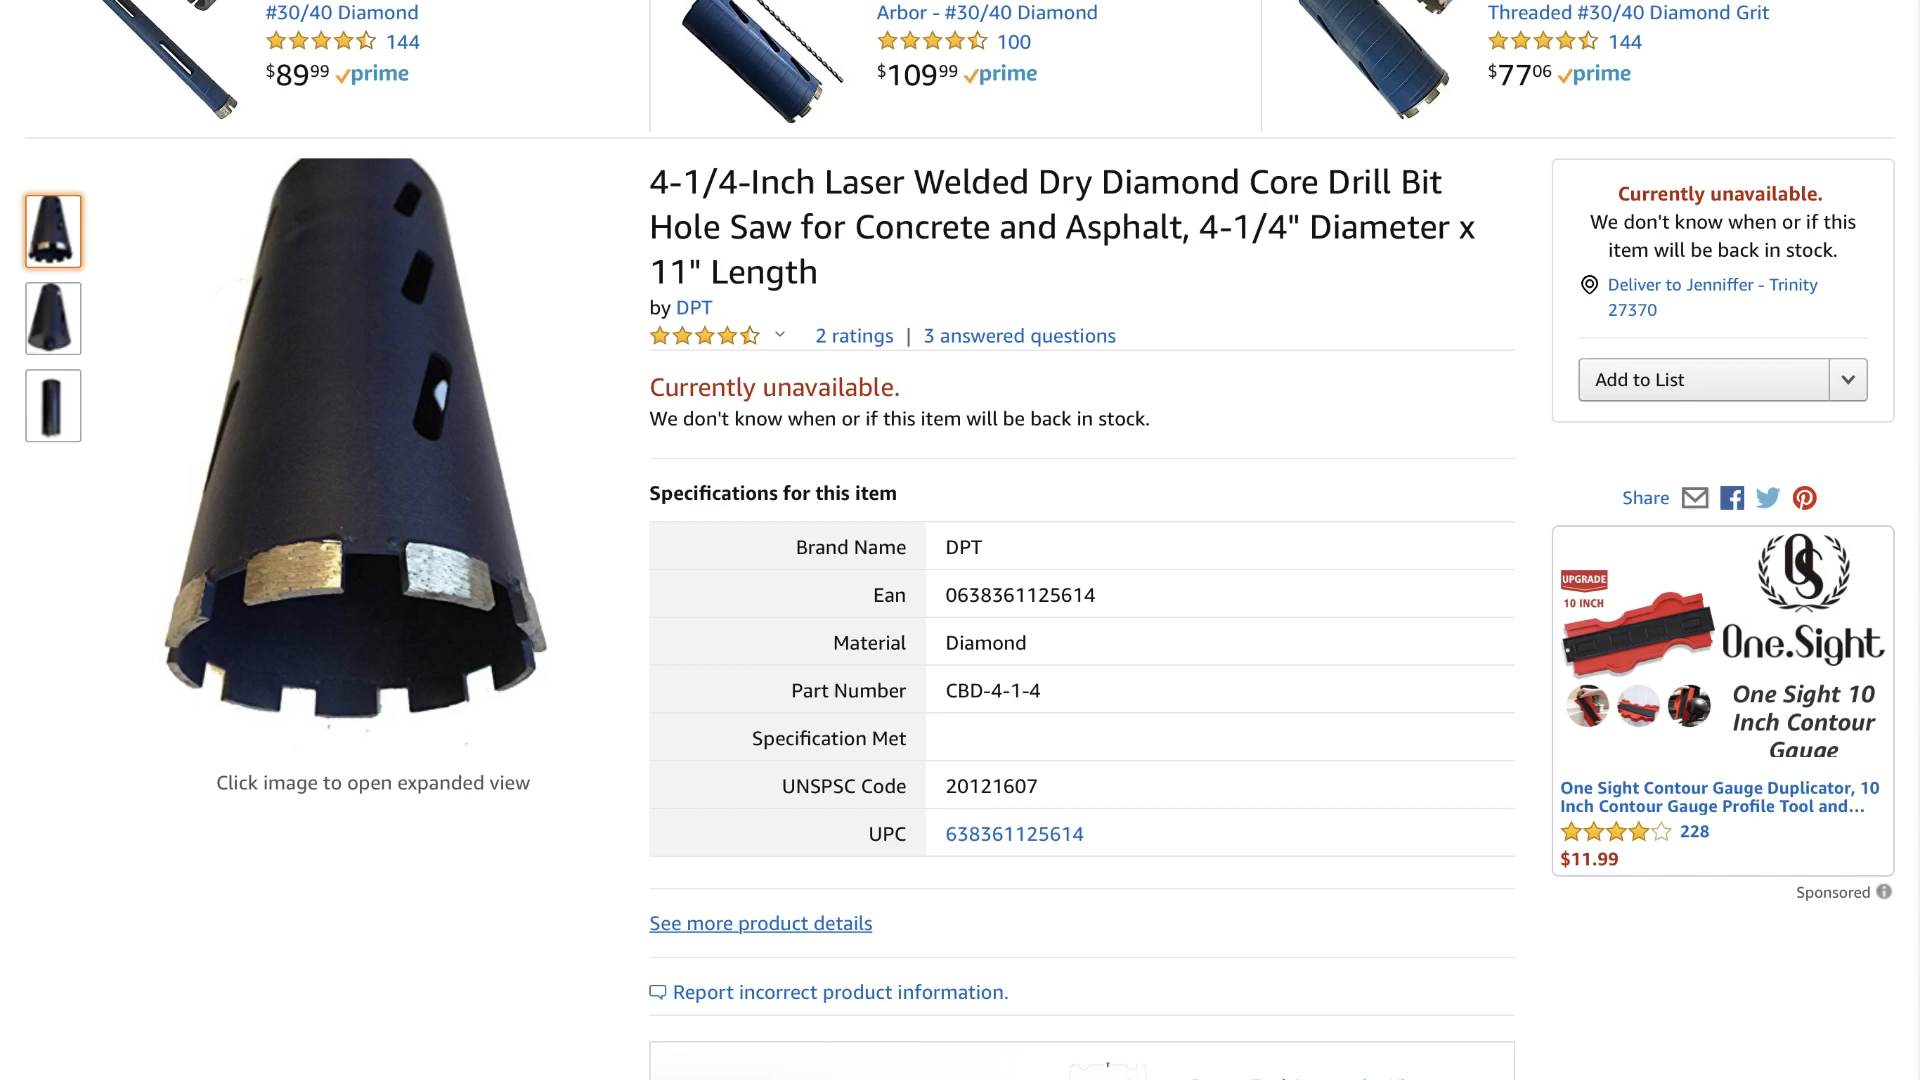 #30/40 Diamond
144
$89.99 prime
Arbor - #30/40 Diamond
100
$109.99 prime
Threaded #30/40 Diamond Grit
144
$77.06 prime
4-1/4-Inch Laser Welded Dry Diamond Core Drill Bit
Hole Saw for Concrete and Asphalt, 4-1/4" Diameter x
11" Length
by DPT
2 ratings | 3 answered questions
Currently unavailable.
We don't know when or if this item will be back in stock.
Specifications for this item
Brand Name DPT
Ean 0638361125614
Material Diamond
Part Number CBD-4-1-4
Specification Met
UNSPSC Code 20121607
UPC 638361125614
See more product details
Report incorrect product information.
Click image to open expanded view
Currently unavailable.
We don't know when or if this
item will be back in stock.
Deliver to Jenniffer - Trinity
27370
Add to List
Share
UPGRADE
10 INCH
OS
One.Sight
One Sight 10
Inch Contour
Gauge
One Sight Contour Gauge Duplicator, 10
Inch Contour Gauge Profile Tool and...
228
$11.99
Sponsored